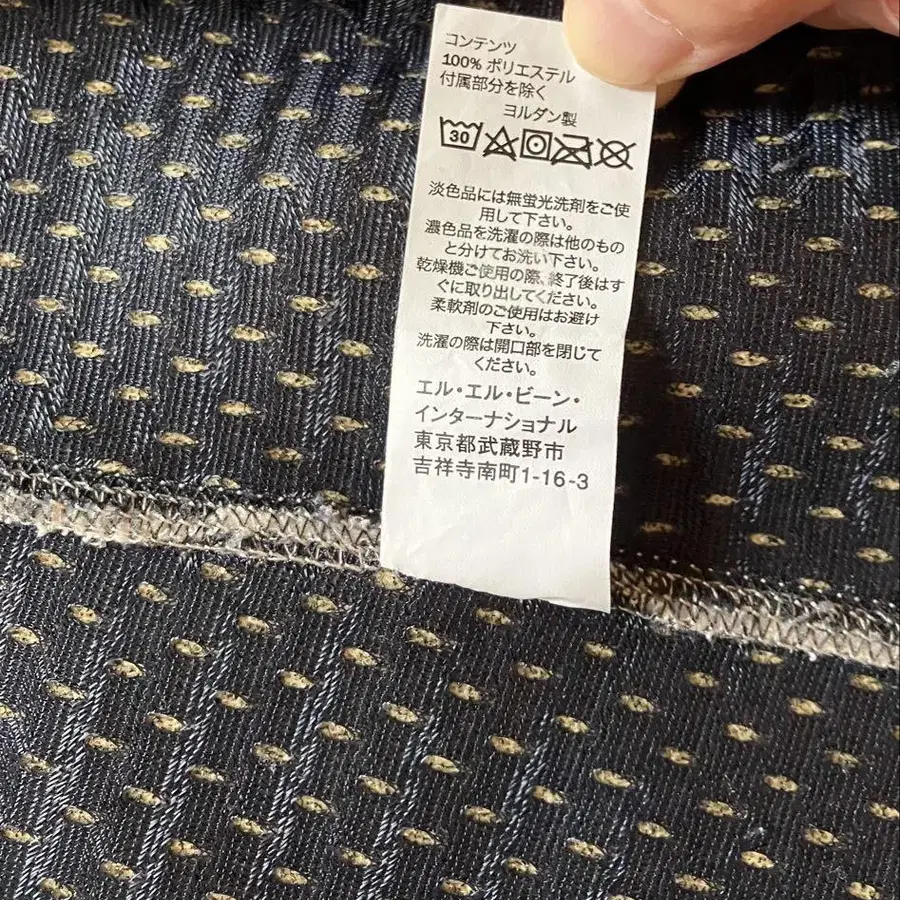 コンテンツ
100% ポリエステル
付属部分を除く
ヨルダン製
30
淡色品には無蛍光洗剤をご使
用して下さい。
濃色品を洗濯の際は他のもの
と分けてお洗い下さい。
乾燥機ご使用の際、終了後はす
ぐに取り出してください。
柔軟剤のご使用はお避け
下さい。
洗濯の際は開口部を閉じて
ください。
エル・エル・ビーン・
インターナショナル
東京都武蔵野市
吉祥寺南町1-16-3